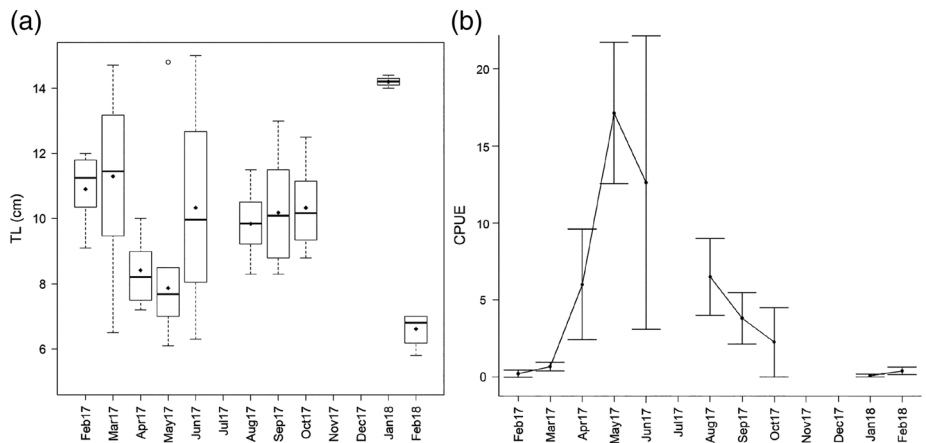 (a)
TL (cm)
14
12
10
8
6
Feb17
Mar17
Apr17
May17
Jun17
Jul17
Aug17
Sep17
Oct17
Nov17
Dec17
Jan18
Feb18
(b)
CPUE
20
15
10
5
0
Feb17
Mar17
Apr17
May17
Jun17
Jul17
Aug17
Sep17
Oct17
Nov17
Dec17
Jan18
Feb18